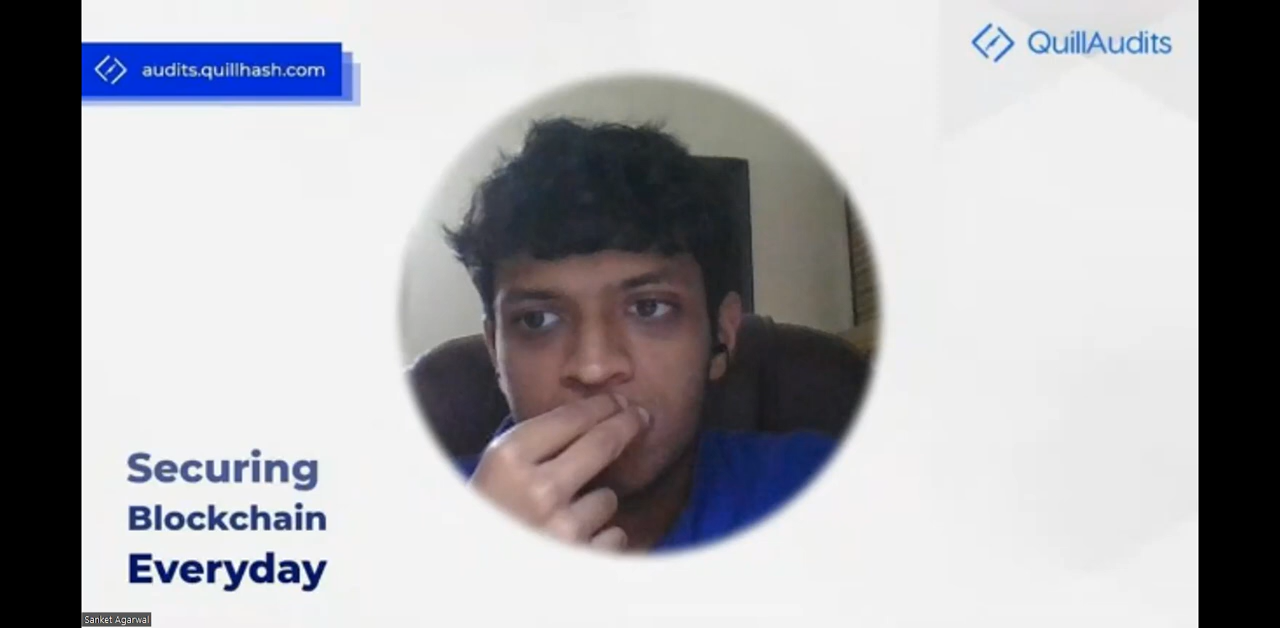 audits.quillhash.com
QuillAudits
Securing
Blockchain
Everyday
Sanket Agarwal